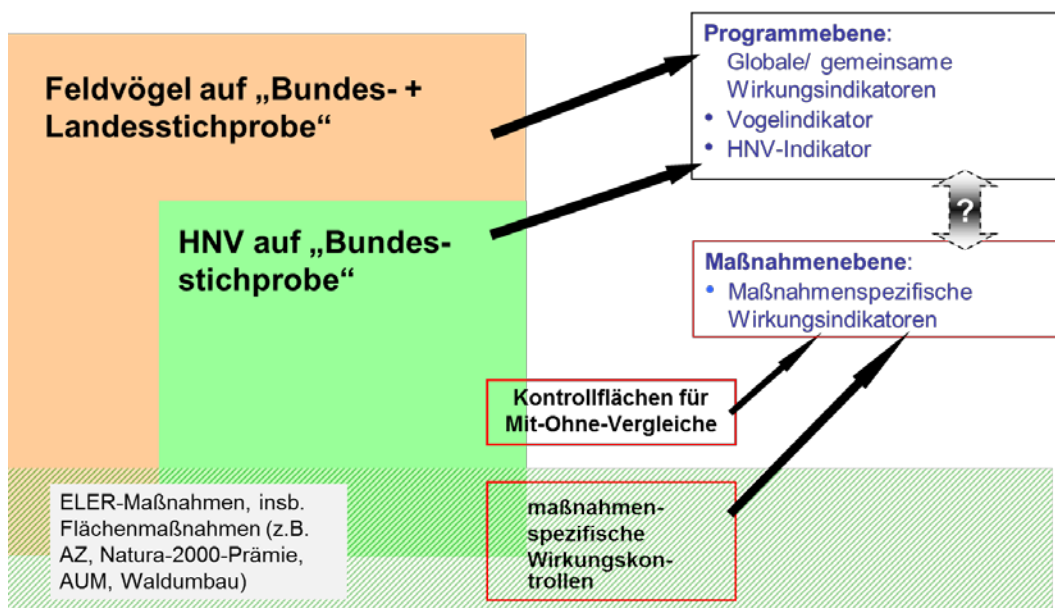 Feldvögel auf „Bundes- +
Landesstichprobe“
HNV auf „Bundes-
stichprobe“
Programmebene:
Globale/ gemeinsame
Wirkungsindikatoren
• Vogelindikator
• HNV-Indikator
?
Maßnahmenebene:
• Maßnahmenspezifische
Wirkungsindikatoren
Kontrollflächen für
Mit-Ohne-Vergleiche
ELER-Maßnahmen, insb.
Flächenmaßnahmen (z.B.
AZ, Natura-2000-Prämie,
AUM, Waldumbau)
maßnahmen-
spezifische
Wirkungskon-
trollen